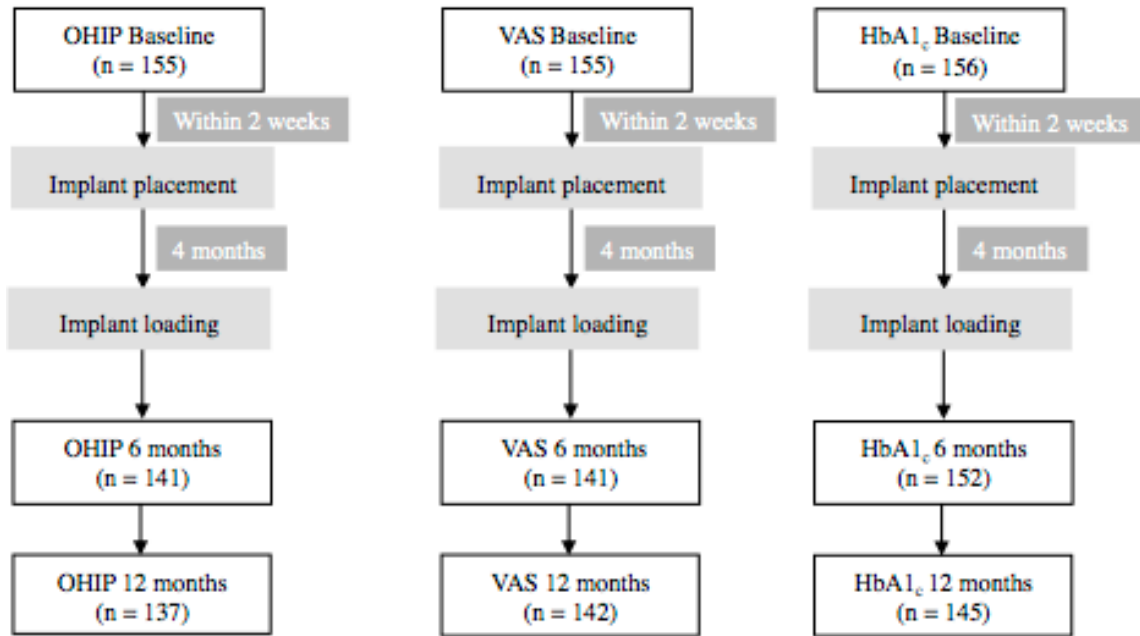 OHIP Baseline
(n = 155)
Within 2 weeks
Implant placement
4 months
Implant loading
OHIP 6 months
(n = 141)
OHIP 12 months
(n = 137)
VAS Baseline
(n = 155)
Within 2 weeks
Implant placement
4 months
Implant loading
VAS 6 months
(n = 141)
VAS 12 months
(n = 142)
HbA1c Baseline
(n = 156)
Within 2 weeks
Implant placement
4 months
Implant loading
HbA1c 6 months
(n = 152)
HbA1c 12 months
(n = 145)